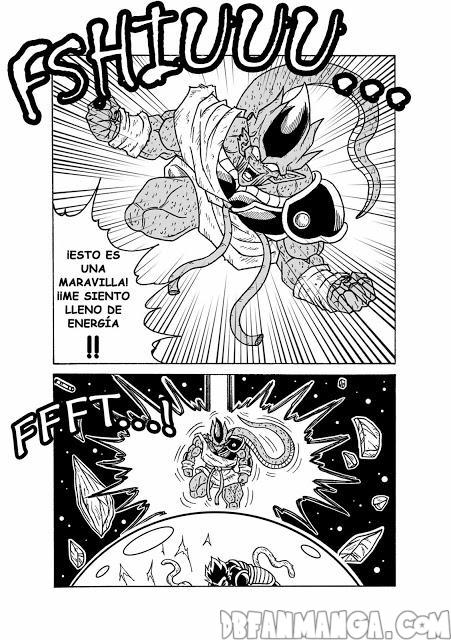 FSHIUUU...
¡ESTO ES
UNA
MARAVILLA!
¡¡ME SIENTO
LLENO DE
ENERGÍA
!!
FFFT...!
DBFANMANGA.COM